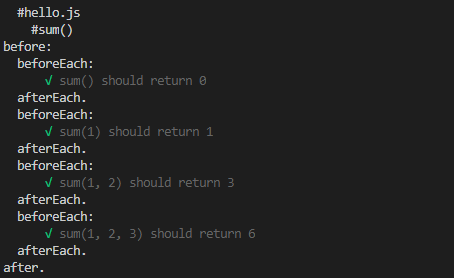 #hello.js
#sum()
before:
beforeEach:
√ sum() should return 0
afterEach.
beforeEach:
√ sum(1) should return 1
afterEach.
beforeEach:
√ sum(1, 2) should return 3
afterEach.
beforeEach:
√ sum(1, 2, 3) should return 6
afterEach.
after.